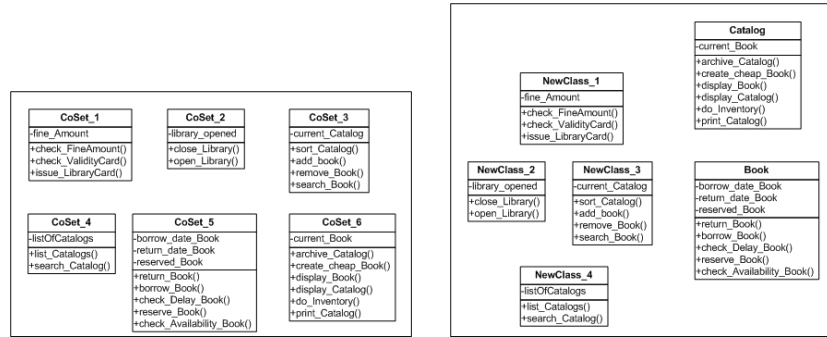 CoSet_1
-fine_Amount
+check_FineAmount()
+check_ValidityCard()
+issue_LibraryCard()
CoSet_2
-library_opened
+close_Library()
+open_Library()
CoSet_3
-current_Catalog
+sort_Catalog()
+add_book()
+remove_Book()
+search_Book()
CoSet_4
-listOfCatalogs
+list_Catalogs()
+search_Catalog()
CoSet_5
-borrow_date_Book
-return_date_Book
-reserved_Book
+return_Book()
+borrow_Book()
+check_Delay_Book()
+reserve_Book()
+check_Availability_Book()
CoSet_6
-current_Book
+archive_Catalog()
+create_cheap_Book()
+display_Book()
+display_Catalog()
+do_Inventory()
+print_Catalog()
Catalog
-current_Book
+archive_Catalog()
+create_cheap_Book()
+display_Book()
+display_Catalog()
+do_Inventory()
+print_Catalog()
NewClass_1
-fine_Amount
+check_FineAmount()
+check_ValidityCard()
+issue_LibraryCard()
NewClass_2
-library_opened
+close_Library()
+open_Library()
NewClass_3
-current_Catalog
+sort_Catalog()
+add_book()
+remove_Book()
+search_Book()
Book
-borrow_date_Book
-return_date_Book
-reserved_Book
+return_Book()
+borrow_Book()
+check_Delay_Book()
+reserve_Book()
+check_Availability_Book()
NewClass_4
-listOfCatalogs
+list_Catalogs()
+search_Catalog()